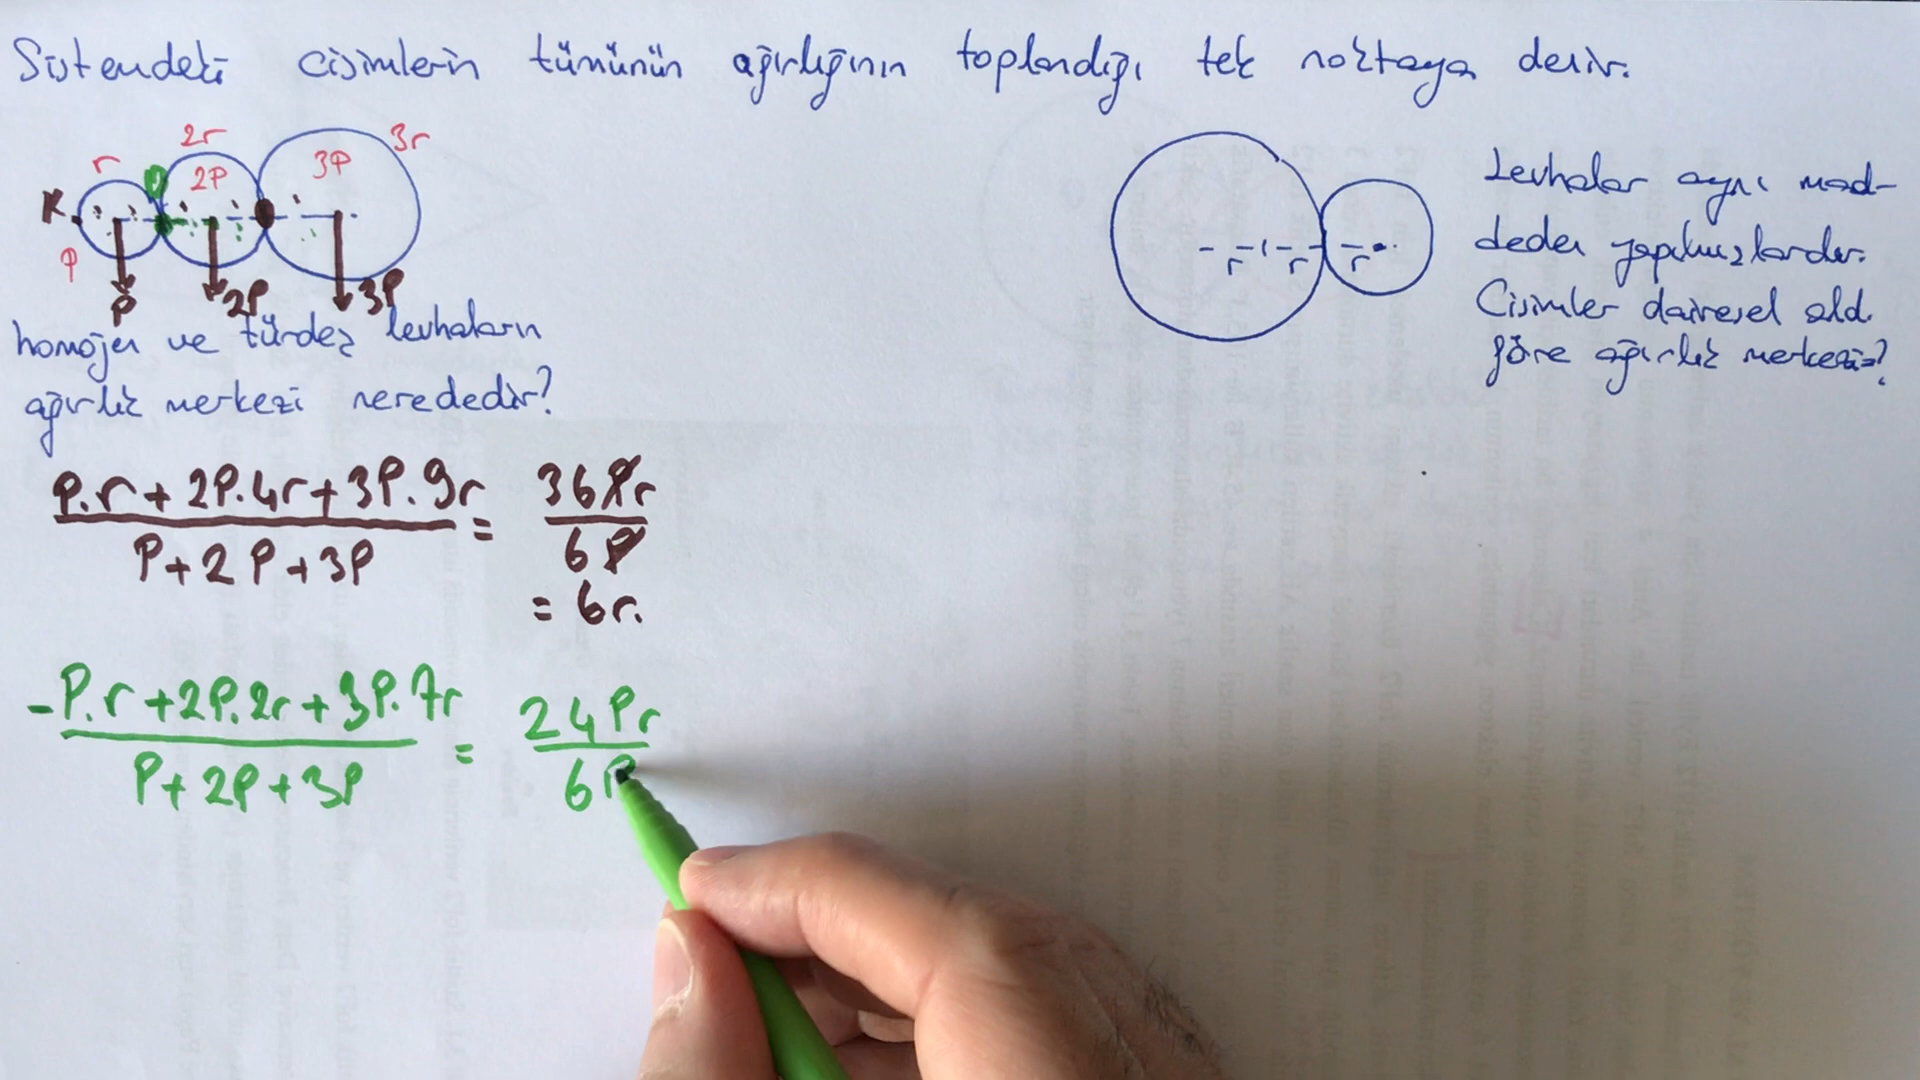 Sistemdeki cisimlerin tümünün ağırlığının toplandığı tek noktaya denir.
r 2r 3r
P 2P 3P
K O
P 2P 3P
homojen ve türdeş levhaların
ağırlık merkezi nerededir?
P.r + 2P.4r + 3P.9r = 36Pr
P + 2P + 3P 6P
= 6r.
-P.r + 2P.2r + 3P.7r = 24Pr
P + 2P + 3P 6P
r r r
Levhalar aynı mad-
deden yapılmışlardır.
Cisimler dairesel old.
göre ağırlık merkezi=?